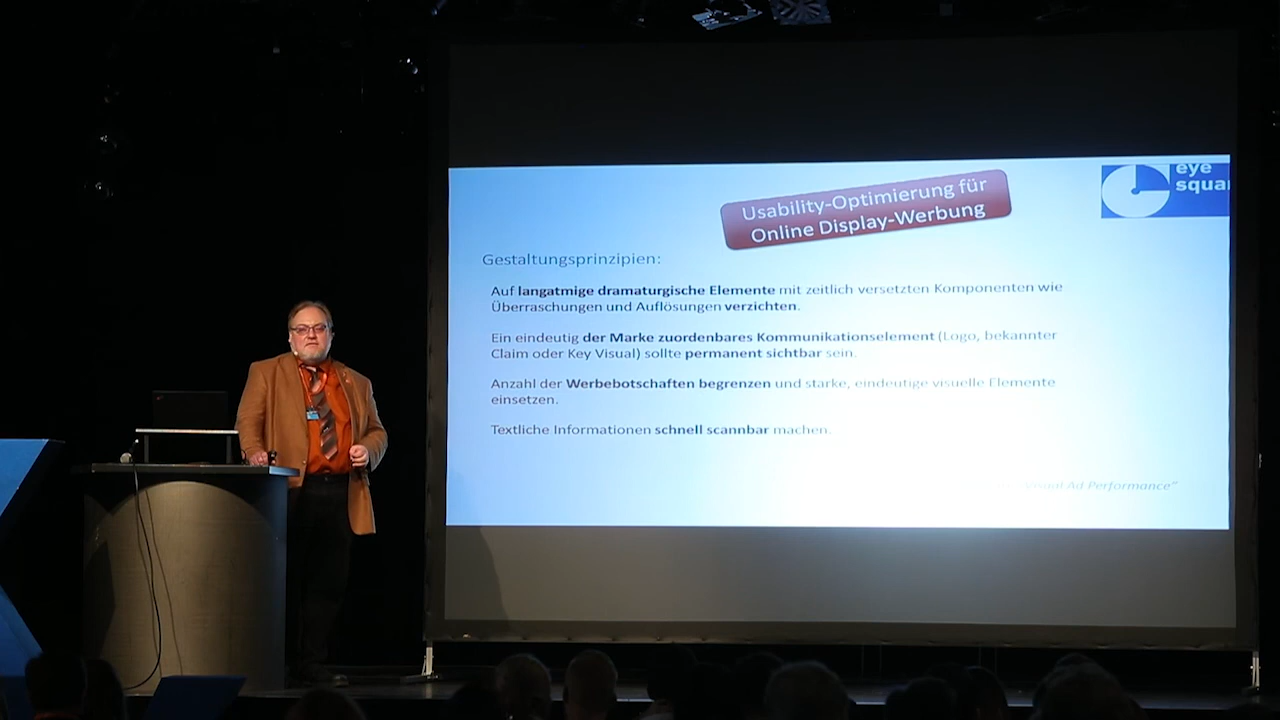 Usability-Optimierung für
Online Display-Werbung
eye
Gestaltungsprinzipien:
Auf langatmige dramaturgische Elemente mit zeitlich versetzten Komponenten wie
Überraschungen und Auflösungen verzichten.
Ein eindeutig der Marke zuordenbares Kommunikationselement (Logo, bekannter
Claim oder Key Visual) sollte permanent sichtbar sein.
Anzahl der Werbebotschaften begrenzen und starke, eindeutige visuelle Elemente
einsetzen.
Textliche Informationen schnell scannbar machen.
Ad Performance"